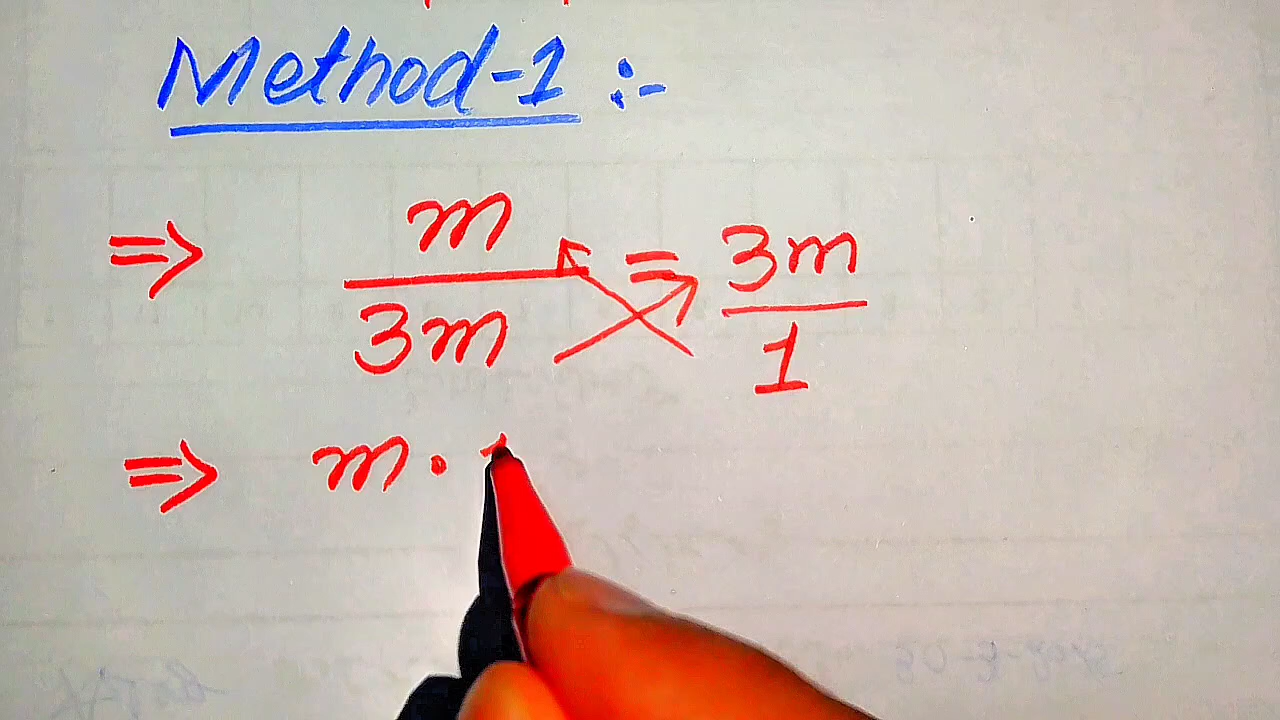 Method-1 :-
⇒ m/3m = 3m/1
⇒ m ·